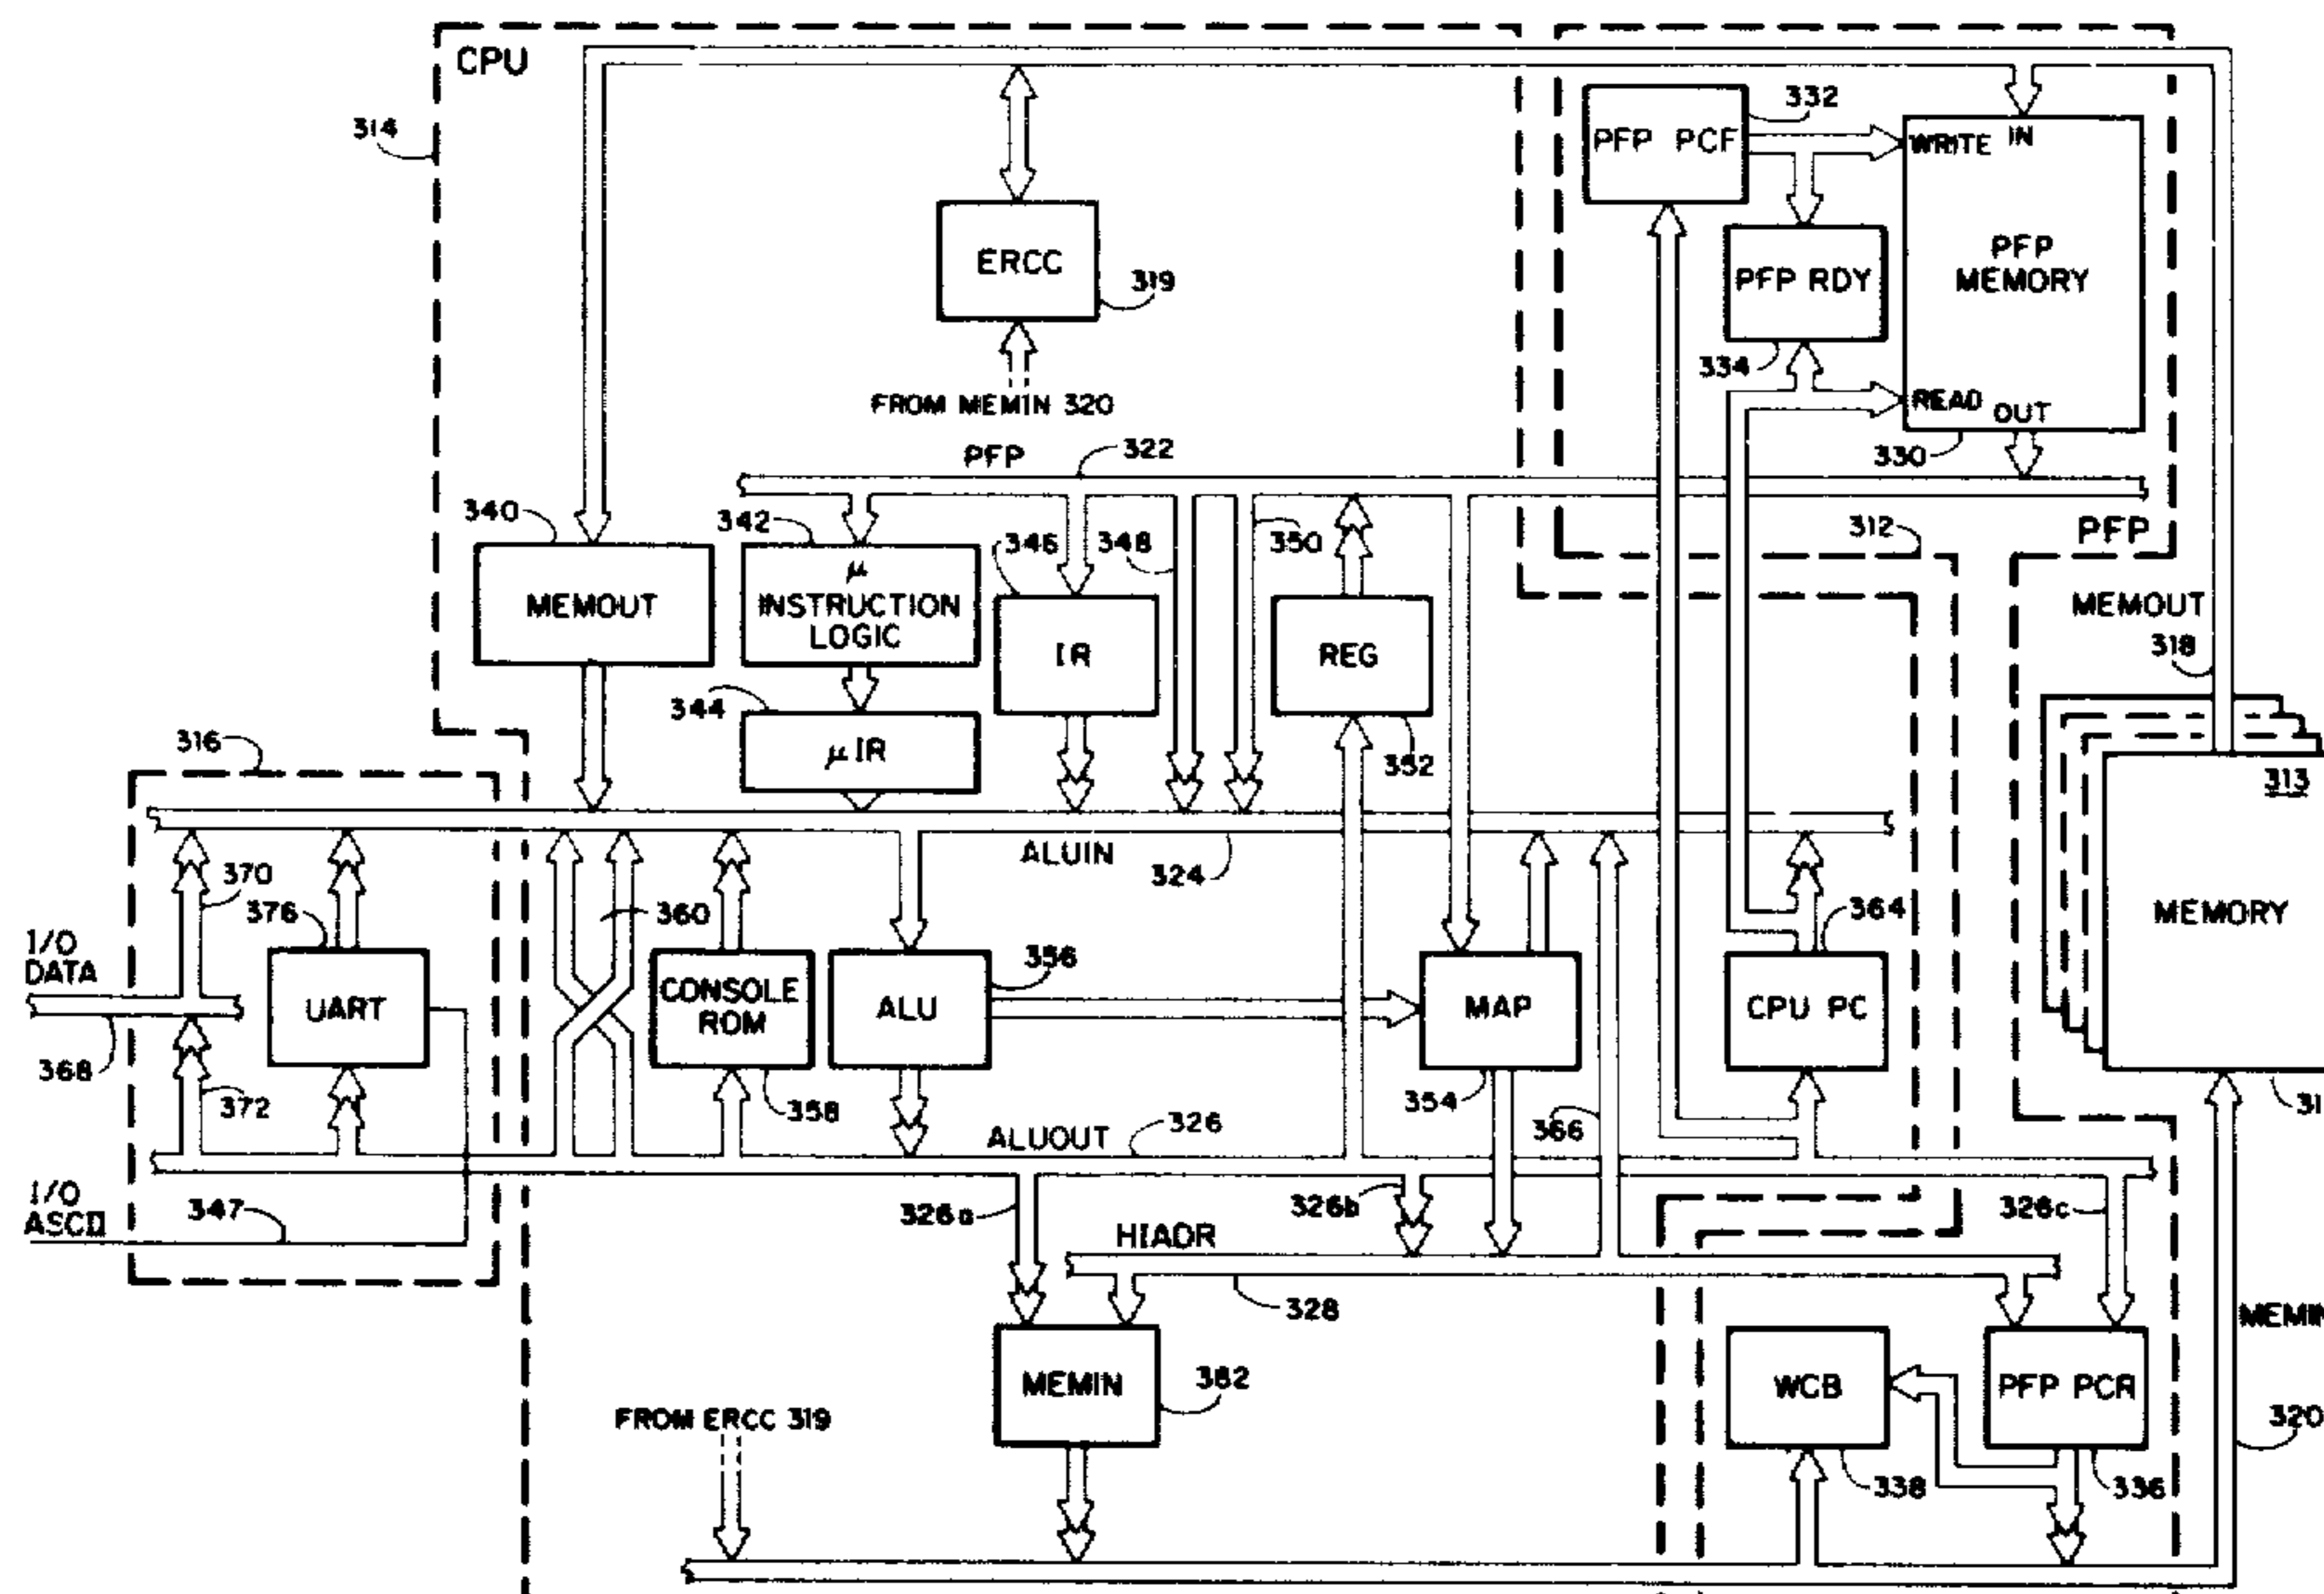 CPU
314
332
PFP PCF
WRITE IN
PFP
MEMORY
PFP RDY
334
READ OUT
330
ERCC
319
FROM MEMIN 320
PFP
322
PFP
312
340
342
346
348
350
MEMOUT
μ
INSTRUCTION
LOGIC
IR
REG
352
344
μIR
MEMOUT
318
313
MEMORY
316
ALUIN
324
370
376
360
356
364
I/O
DATA
UART
CONSOLE
ROM
ALU
MAP
CPU PC
368
372
358
354
366
ALUOUT
326
I/O
ASCII
347
326a
326b
326c
HIADR
328
MEMIN
362
WCB
PFP PCR
338
336
320
FROM ERCC 319